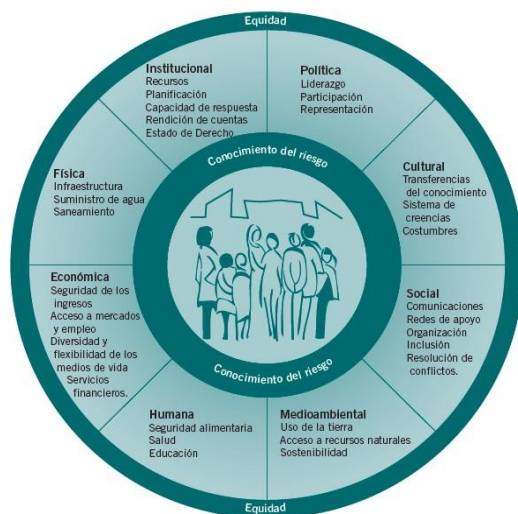 Equidad
Institucional
Recursos
Planificación
Capacidad de respuesta
Rendición de cuentas
Estado de Derecho
Política
Liderazgo
Participación
Representación
Física
Infraestructura
Suministro de agua
Saneamiento
Conocimiento del riesgo
Cultural
Transferencias
del conocimiento
Sistema de
creencias
Costumbres
Económica
Seguridad de los
ingresos
Acceso a mercados
y empleo
Diversidad y
flexibilidad de los
medios de vida
Servicios
financieros.
Social
Comunicaciones
Redes de apoyo
Organización
Inclusión
Resolución de
conflictos.
Conocimiento del riesgo
Humana
Seguridad alimentaria
Salud
Educación
Medioambiental
Uso de la tierra
Acceso a recursos naturales
Sostenibilidad
Equidad